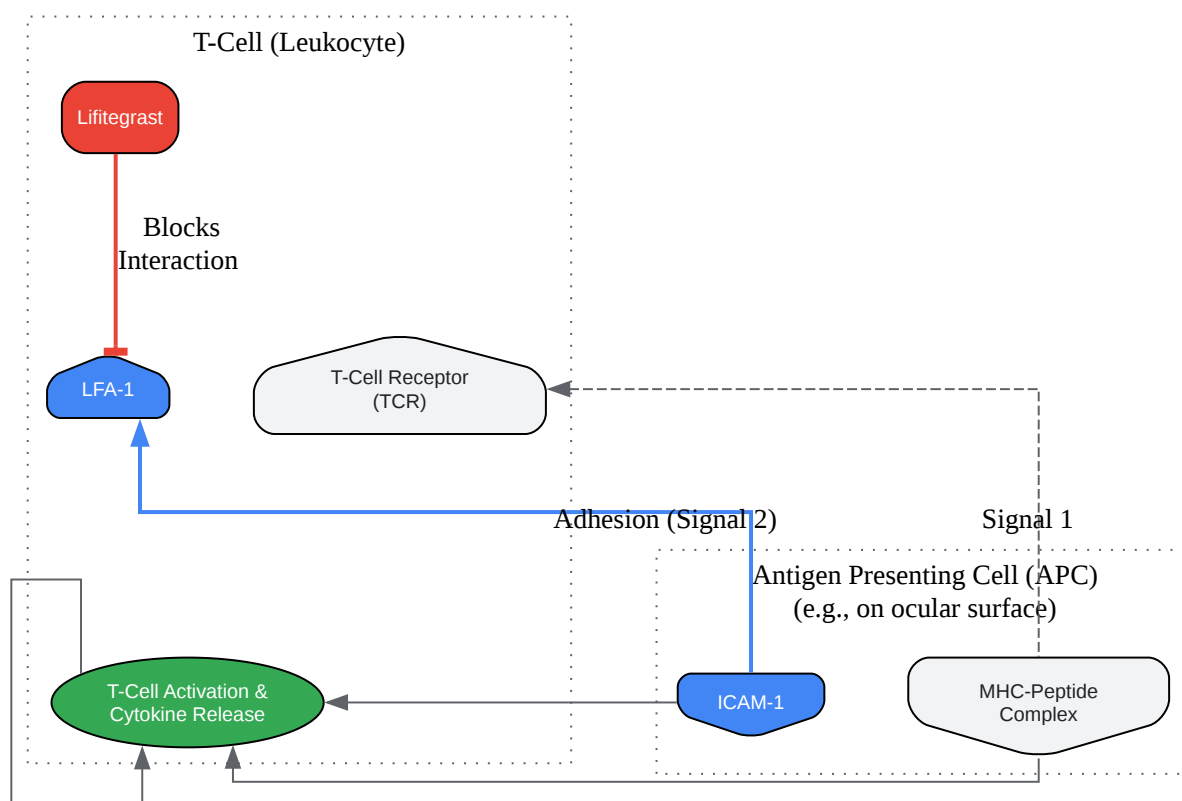 T-Cell (Leukocyte)
Lifitegrast
Blocks
Interaction
LFA-1
T-Cell Receptor
(TCR)
Adhesion (Signal 2)
Signal 1
Antigen Presenting Cell (APC)
(e.g., on ocular surface)
T-Cell Activation &
Cytokine Release
ICAM-1
MHC-Peptide
Complex